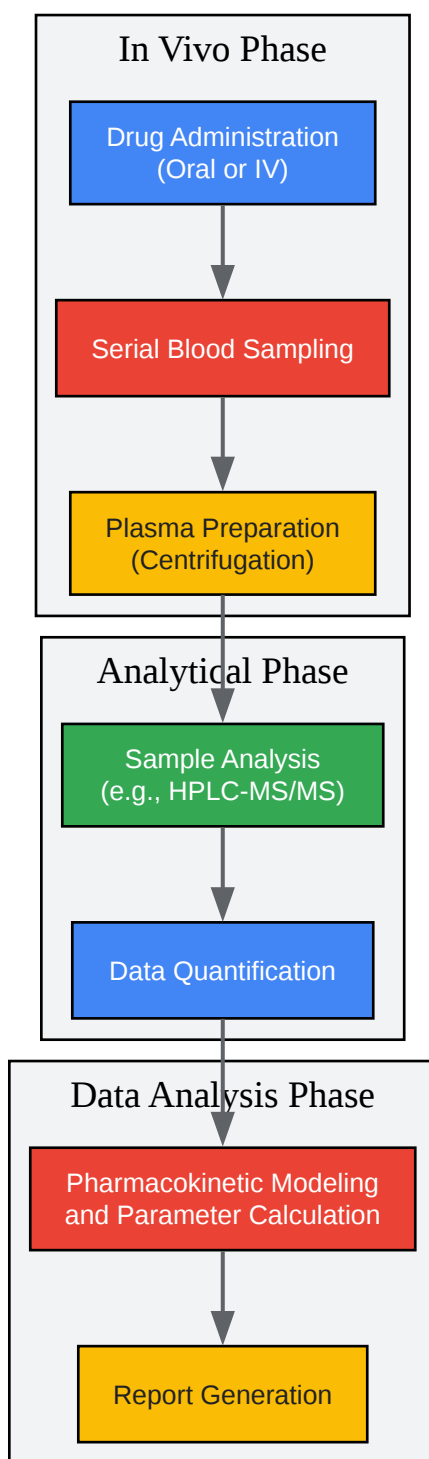 In Vivo Phase
Drug Administration
(Oral or IV)
Serial Blood Sampling
Plasma Preparation
(Centrifugation)
Analytical Phase
Sample Analysis
(e.g., HPLC-MS/MS)
Data Quantification
Data Analysis Phase
Pharmacokinetic Modeling
and Parameter Calculation
Report Generation